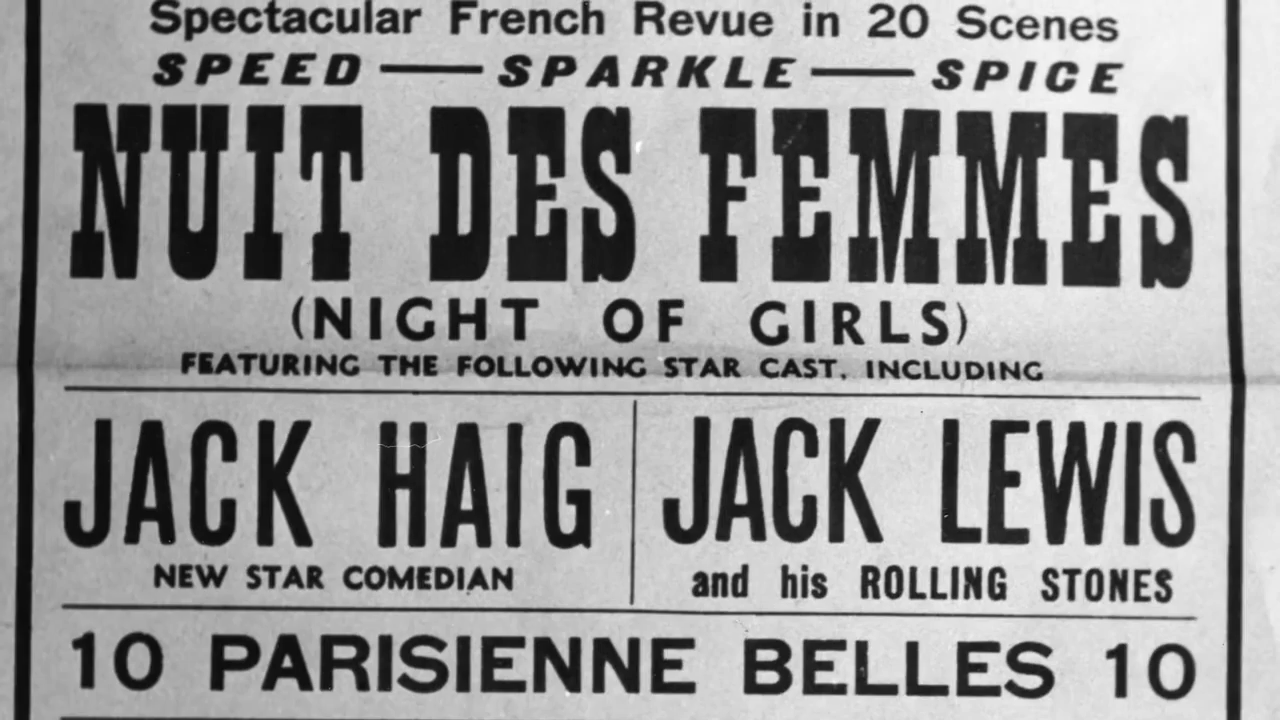 Spectacular French Revue in 20 Scenes
SPEED — SPARKLE — SPICE
NUIT DES FEMMES
(NIGHT OF GIRLS)
FEATURING THE FOLLOWING STAR CAST, INCLUDING
JACK HAIG
NEW STAR COMEDIAN
JACK LEWIS
and his ROLLING STONES
10 PARISIENNE BELLES 10